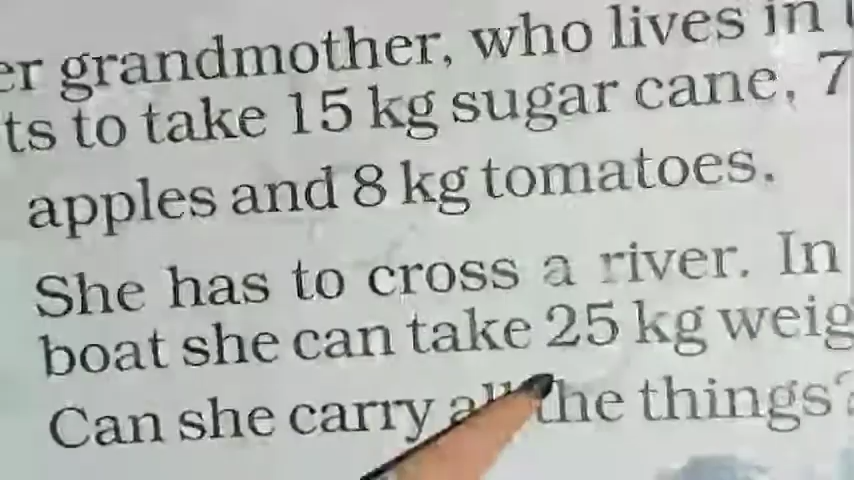 er grandmother, who lives in
ts to take 15 kg sugar cane, 7
apples and 8 kg tomatoes.
She has to cross a river. In
boat she can take 25 kg weig
Can she carry all the things?